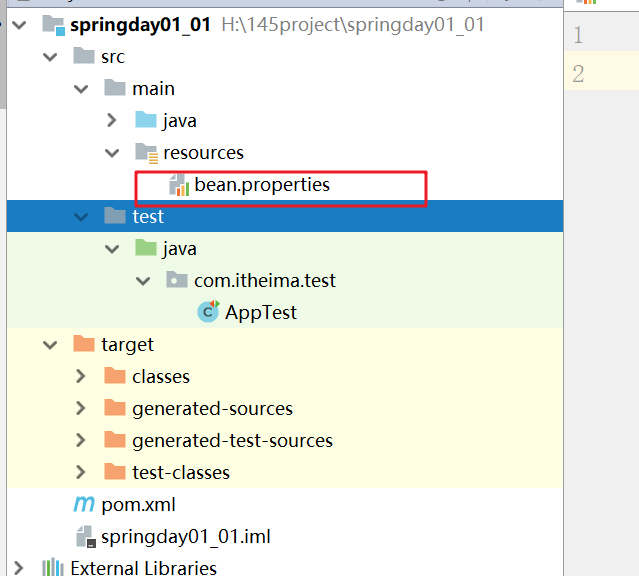 springday01_01 H:\145project\springday01_01
1
src
2
main
java
resources
bean.properties
test
java
com.itheima.test
C AppTest
target
classes
generated-sources
generated-test-sources
test-classes
m pom.xml
springday01_01.iml
External Libraries